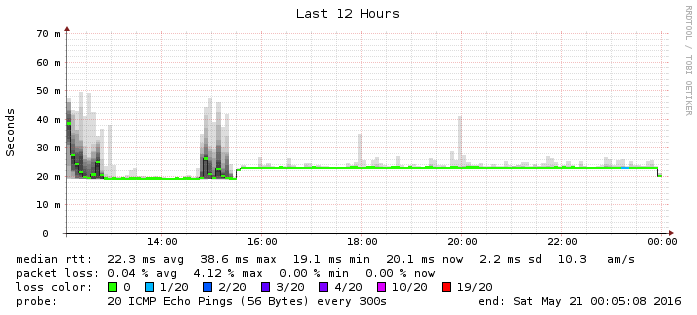 Last 12 Hours
RRDTOOL / TOBI OETIKER
Seconds
70 m
60 m
50 m
40 m
30 m
20 m
10 m
0
14:00 16:00 18:00 20:00 22:00 00:00
median rtt: 22.3 ms avg 38.6 ms max 19.1 ms min 20.1 ms now 2.2 ms sd 10.3 am/s
packet loss: 0.04 % avg 4.12 % max 0.00 % min 0.00 % now
loss color: 0 1/20 2/20 3/20 4/20 10/20 19/20
probe: 20 ICMP Echo Pings (56 Bytes) every 300s end: Sat May 21 00:05:08 2016